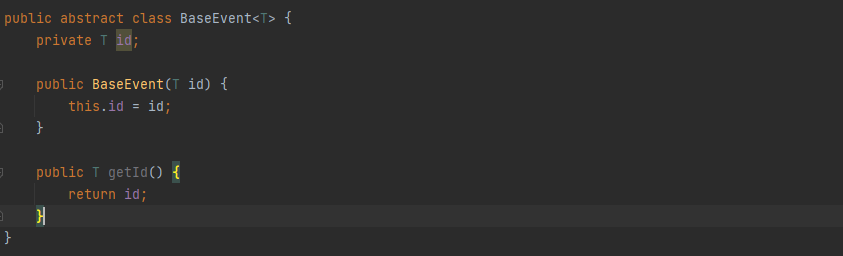 public abstract class BaseEvent<T> {
    private T id;
    public BaseEvent(T id) {
        this.id = id;
    }
    public T getId() {
        return id;
    }
}